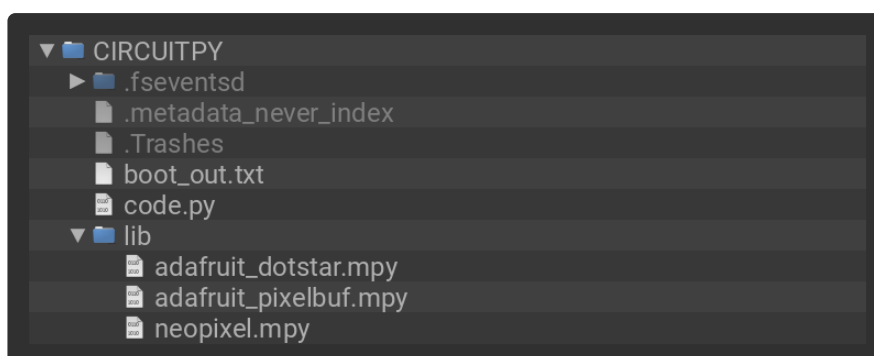 CIRCUITPY
.fseventsd
.metadata_never_index
.Trashes
boot_out.txt
code.py
lib
adafruit_dotstar.mpy
adafruit_pixelbuf.mpy
neopixel.mpy